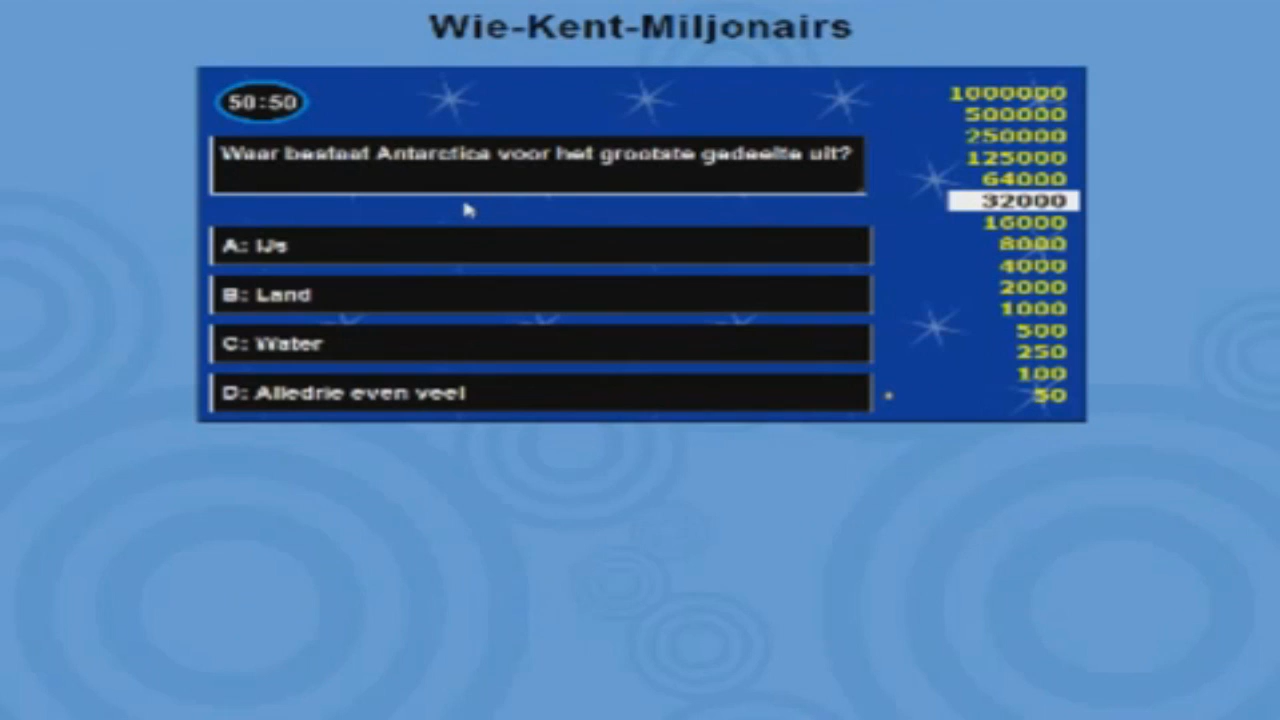 Wie-Kent-Miljonairs
50:50
Waar bestaat Antarctica voor het grootste gedeelte uit?
A: IJs
B: Land
C: Water
D: Alledrie even veel
1000000
500000
250000
125000
64000
32000
16000
8000
4000
2000
1000
500
250
100
50